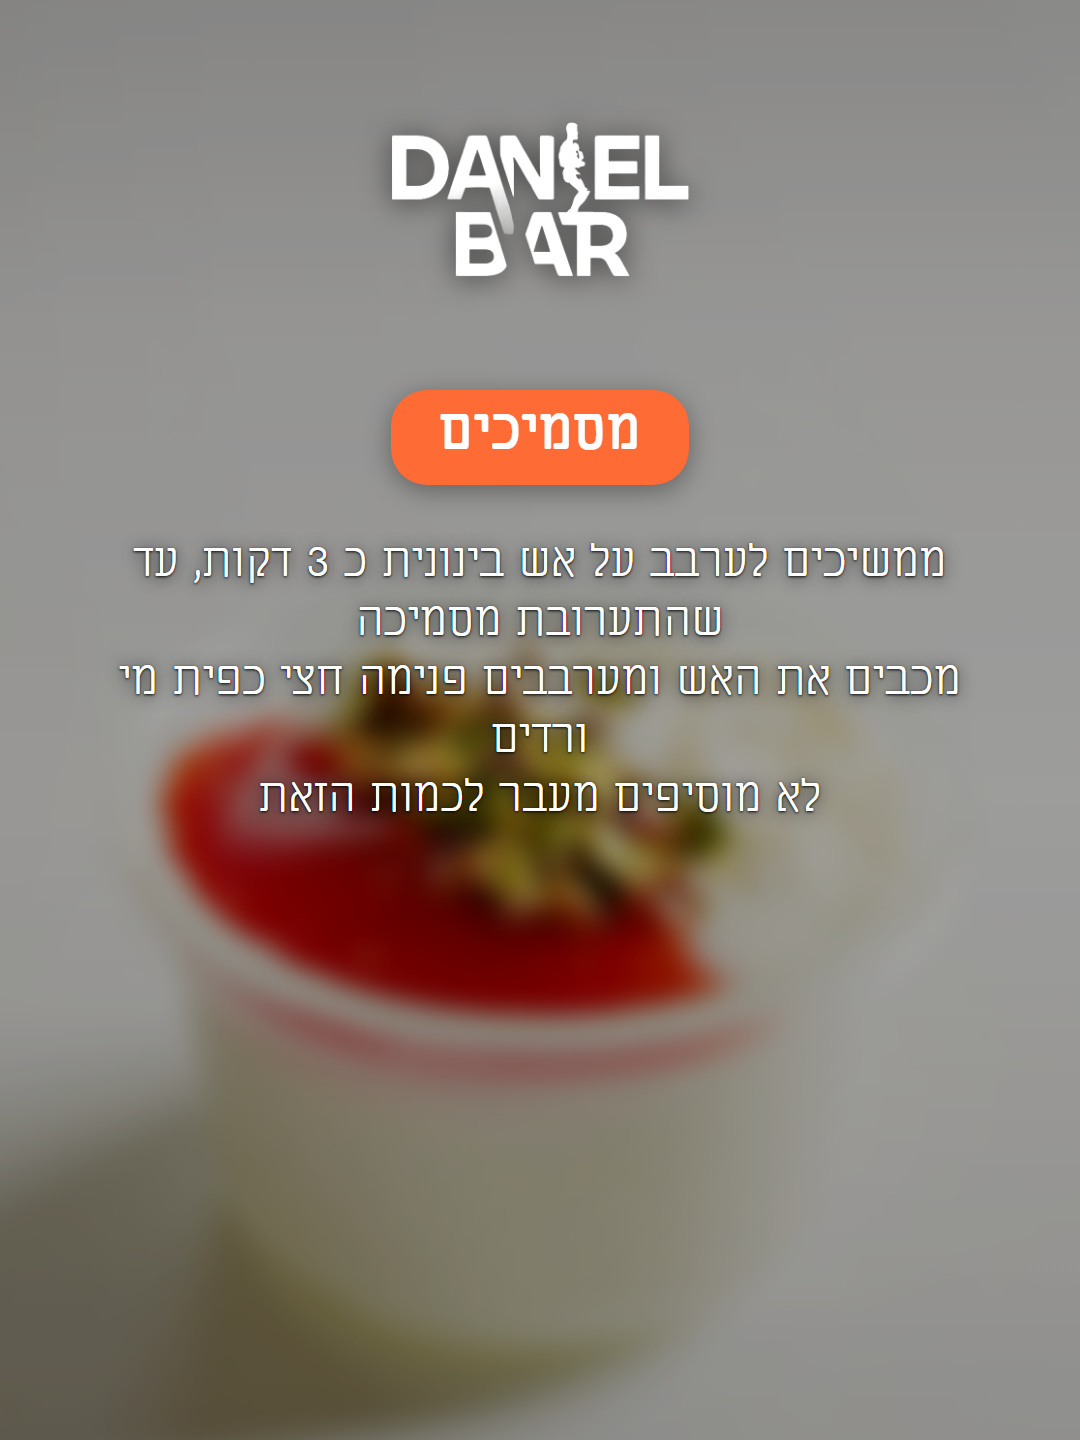 DANIEL
BAR
מסמיכים
ממשיכים לערבב על אש בינונית כ 3 דקות, עד
שהתערובת מסמיכה
מכבים את האש ומערבבים פנימה חצי כפית מי
ורדים
לא מוסיפים מעבר לכמות הזאת